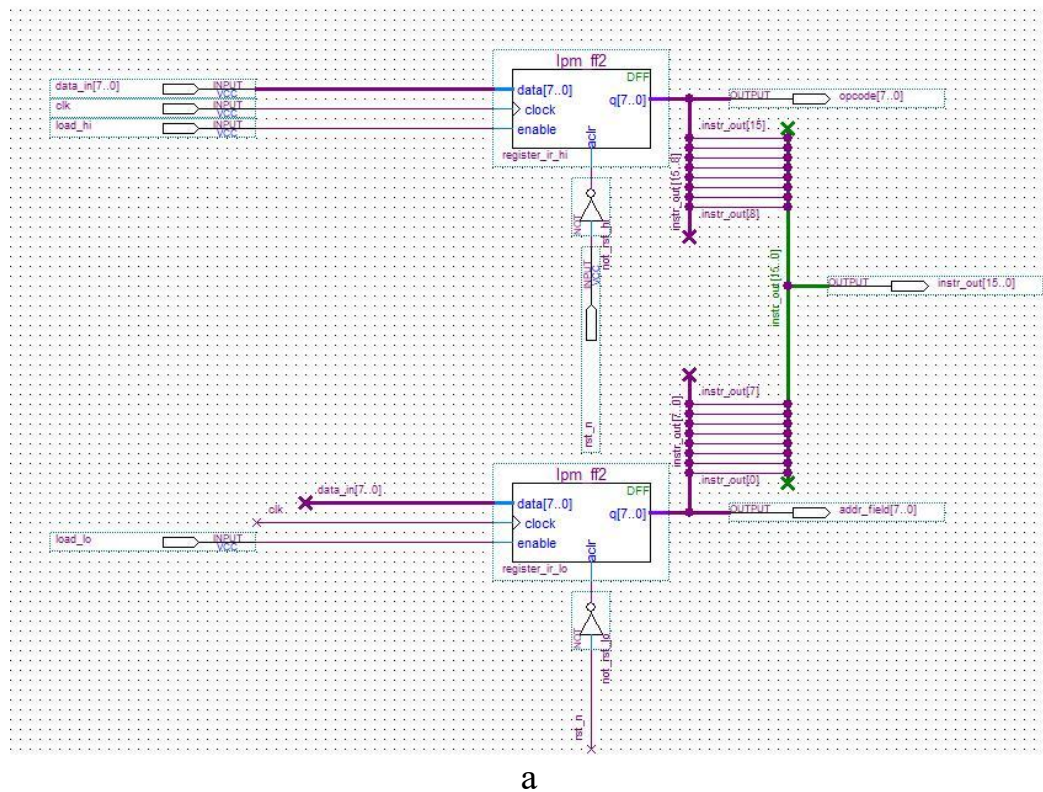 lpm_ff2
DFF
data_in[7..0]
INPUT
VCC
data[7..0]
q[7..0]
OUTPUT
opcode[7..0]
clk
INPUT
VCC
clock
load_hi
INPUT
VCC
enable
aclr
register_ir_hi
instr_out[15]
instr_out[15..8]
instr_out[8]
NOT
not_rst_hi
INPUT
VCC
rst_n
instr_out[15..0]
OUTPUT
instr_out[15..0]
instr_out[7]
instr_out[7..0]
instr_out[0]
lpm_ff2
DFF
data_in[7..0]
data[7..0]
q[7..0]
OUTPUT
addr_field[7..0]
clk
clock
load_lo
INPUT
VCC
enable
aclr
register_ir_lo
NOT
not_rst_lo
rst_n
a